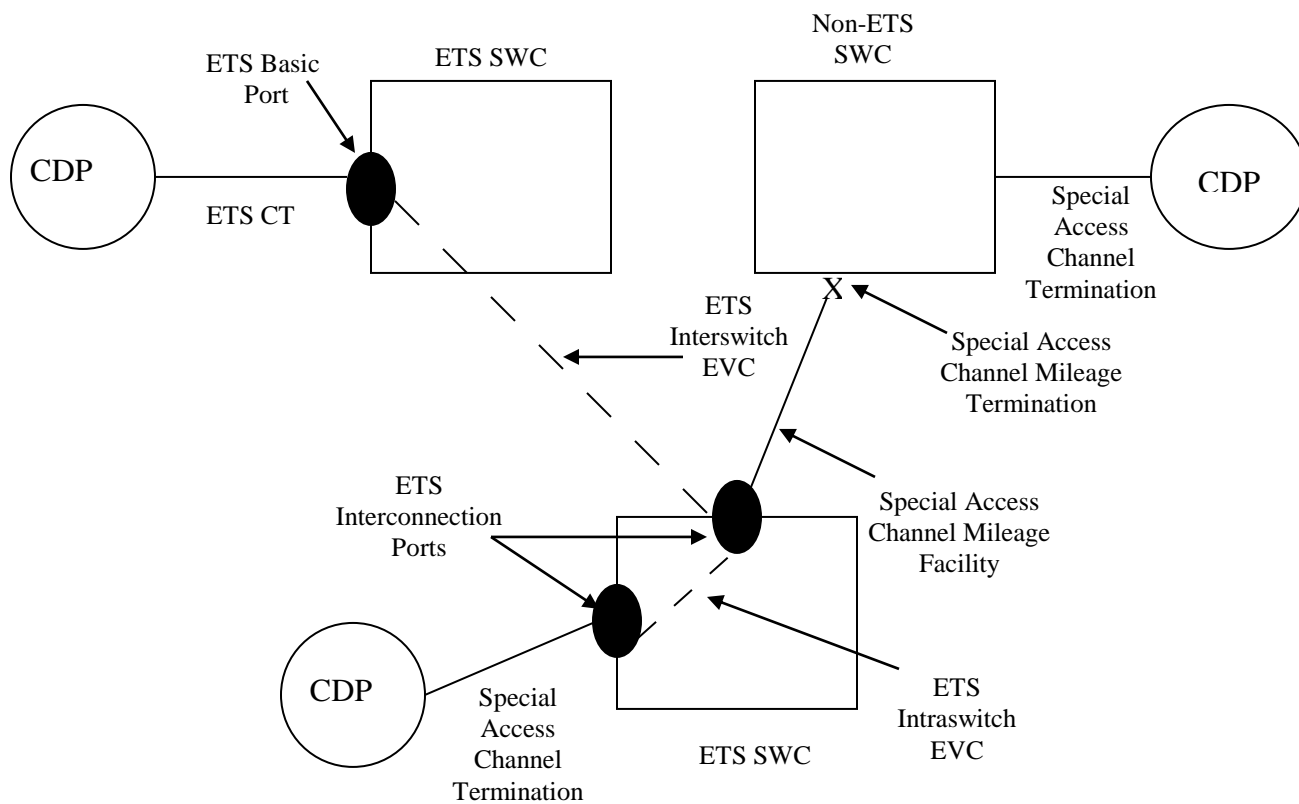 Non-ETS
SWC
ETS Basic
Port
ETS SWC
CDP
ETS CT
CDP
Special
Access
Channel
Termination
X
ETS
Interswitch
EVC
Special Access
Channel Mileage
Termination
ETS
Interconnection
Ports
Special Access
Channel Mileage
Facility
CDP
Special
Access
Channel
Termination
ETS
Intraswitch
EVC
ETS SWC